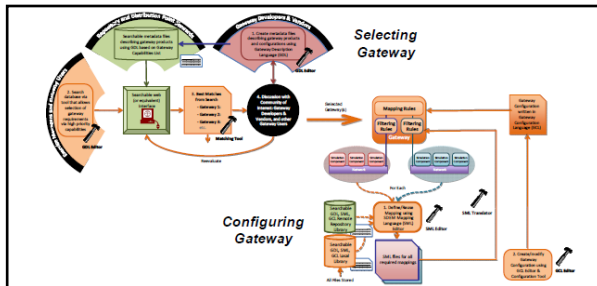 Repository and Distribution Point
Gateway Developers & Vendors
Searchable metadata files
describing gateway products
using GDL based on Gateway
Capabilities List
1. Create metadata files
describing gateway products
and configurations using
Gateway Description
Language (GDL)
GDL Editor
Selecting
Gateway
2. Search
database via
tool that allows
selection of
gateway
requirements
via high priority
capabilities
GDL Editor
Searchable web
(or equivalent)
Interface
3. Best Matches
from Search
- Gateway 1:
- Gateway 2:
Matching Tool
4. Discussion with
Community of
Interest: Gateway
Developers &
Vendors, and other
Gateway Users
Reevaluate
Selected
Gateway(s)
Mapping Rules
Filtering
Rules
Filtering
Rules
Gateway
Gateway
Configuration
written in
Gateway
Configuration
Language (GCL)
For Each
Configuring
Gateway
Searchable
GDL, SML,
GCL Remote
Repository
Library
Searchable
GDL, SML,
GCL Local
Library
All Files Stored
1. Define/Reuse
Mapping using
Mapping
Language (SML)
Editor
SML Editor
SML Translator
SML files for all
required mappings
2. Create/modify
Gateway
Configuration using
GCL Editor &
Configuration Tool
GCL Editor